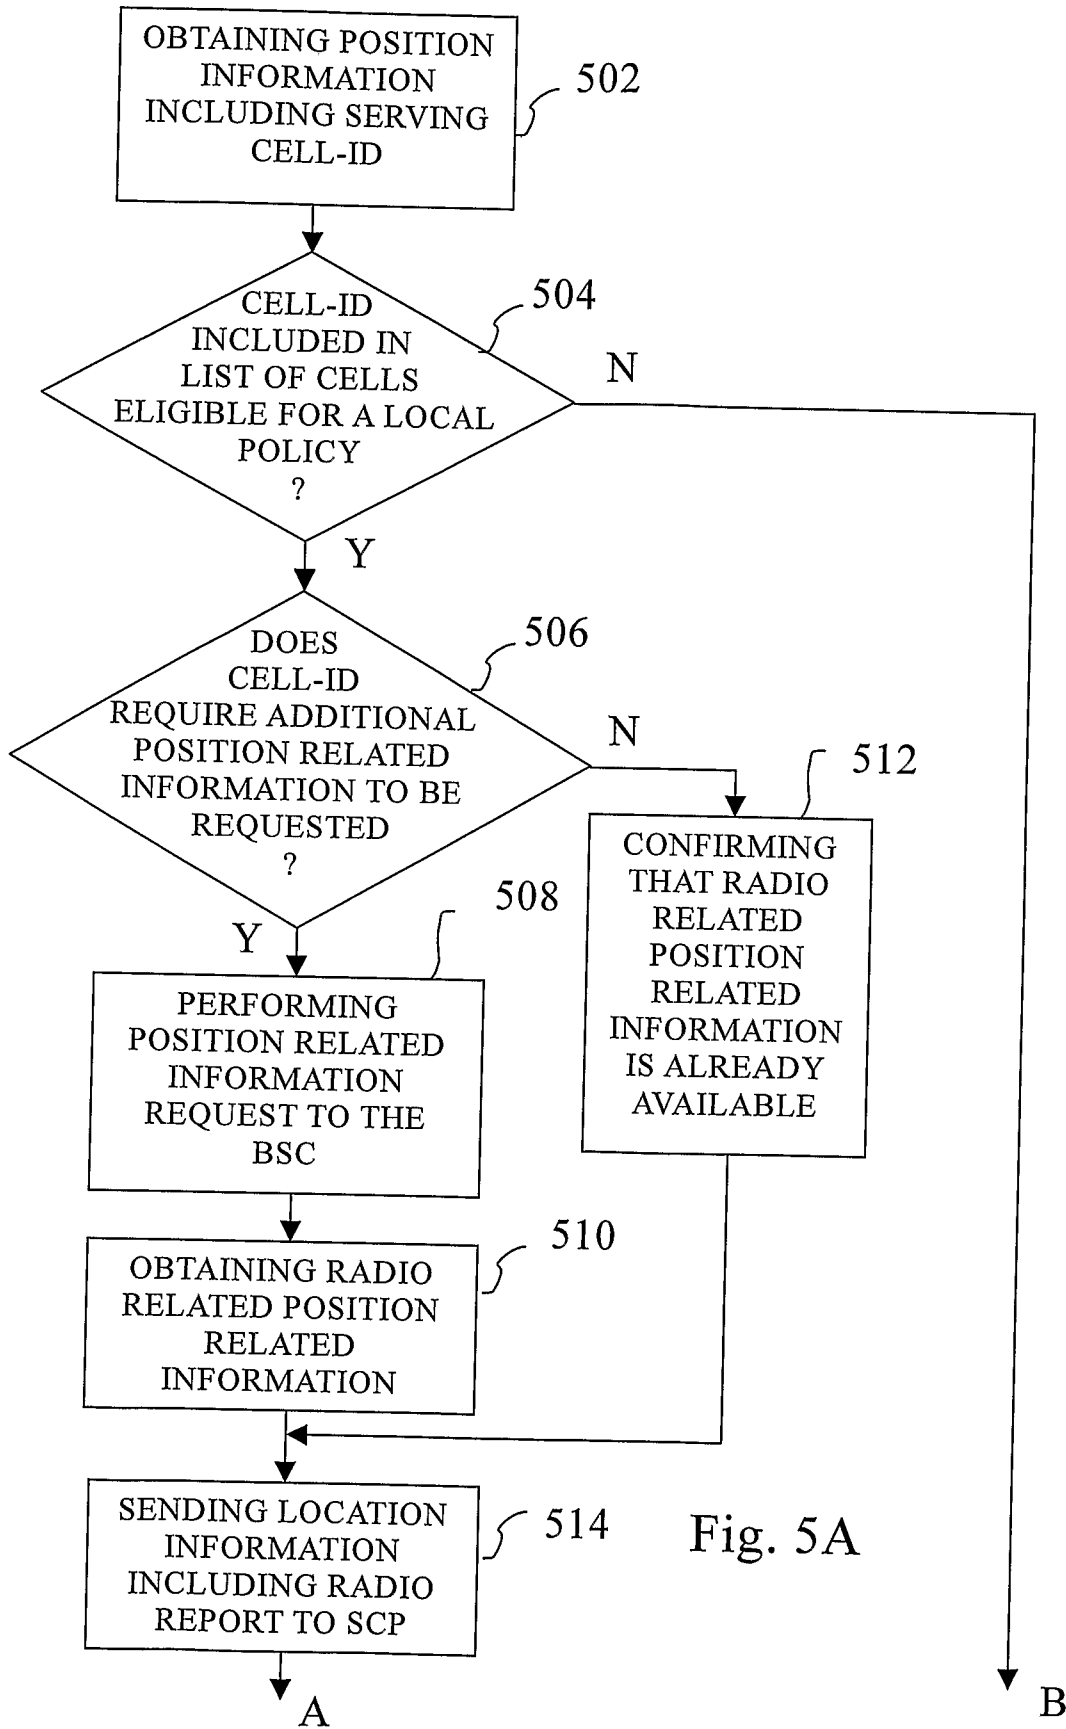 OBTAINING POSITION
INFORMATION
INCLUDING SERVING
CELL-ID
502
CELL-ID
INCLUDED IN
LIST OF CELLS
ELIGIBLE FOR A LOCAL
POLICY
?
504
N
Y
DOES
CELL-ID
REQUIRE ADDITIONAL
POSITION RELATED
INFORMATION TO BE
REQUESTED
?
506
N
Y
512
CONFIRMING
THAT RADIO
RELATED
POSITION
RELATED
INFORMATION
IS ALREADY
AVAILABLE
508
PERFORMING
POSITION RELATED
INFORMATION
REQUEST TO THE
BSC
510
OBTAINING RADIO
RELATED POSITION
RELATED
INFORMATION
SENDING LOCATION
INFORMATION
INCLUDING RADIO
REPORT TO SCP
514
Fig. 5A
A
B